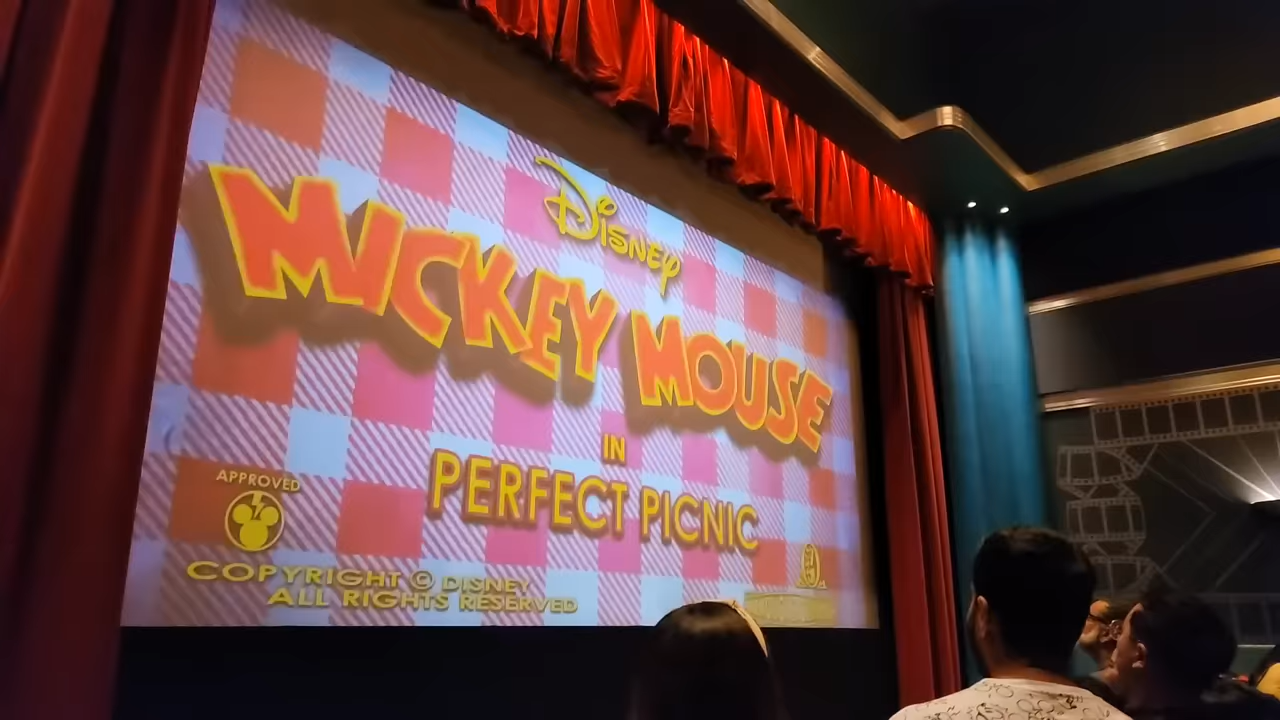 Disney
MICKEY MOUSE
IN
PERFECT PICNIC
APPROVED
COPYRIGHT © DISNEY
ALL RIGHTS RESERVED